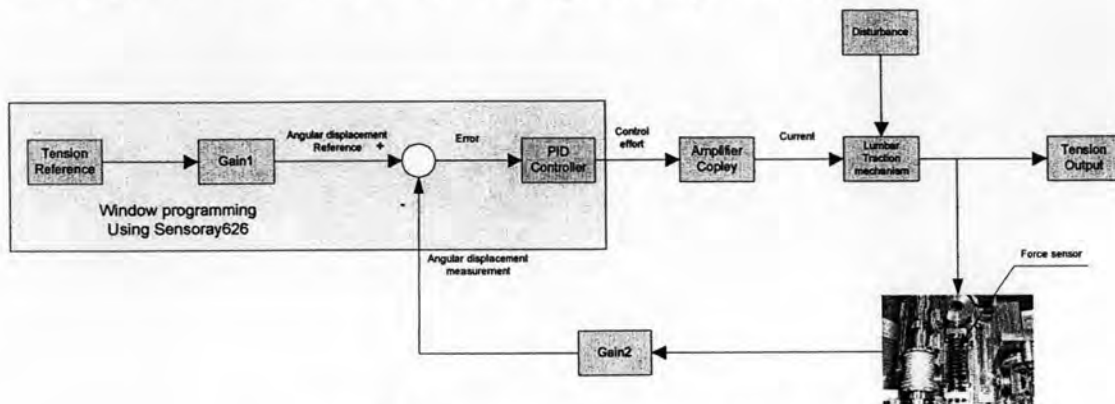 Disturbance
Tension
Reference
Gain1
Angular displacement
Reference +
Error
PID
Controller
Control
effort
Amplifier
Copley
Current
Lumbar
Traction
mechanism
Tension
Output
Window programming
Using Sensoray626
-
Angular displacement
measurement
Force sensor
Gain2